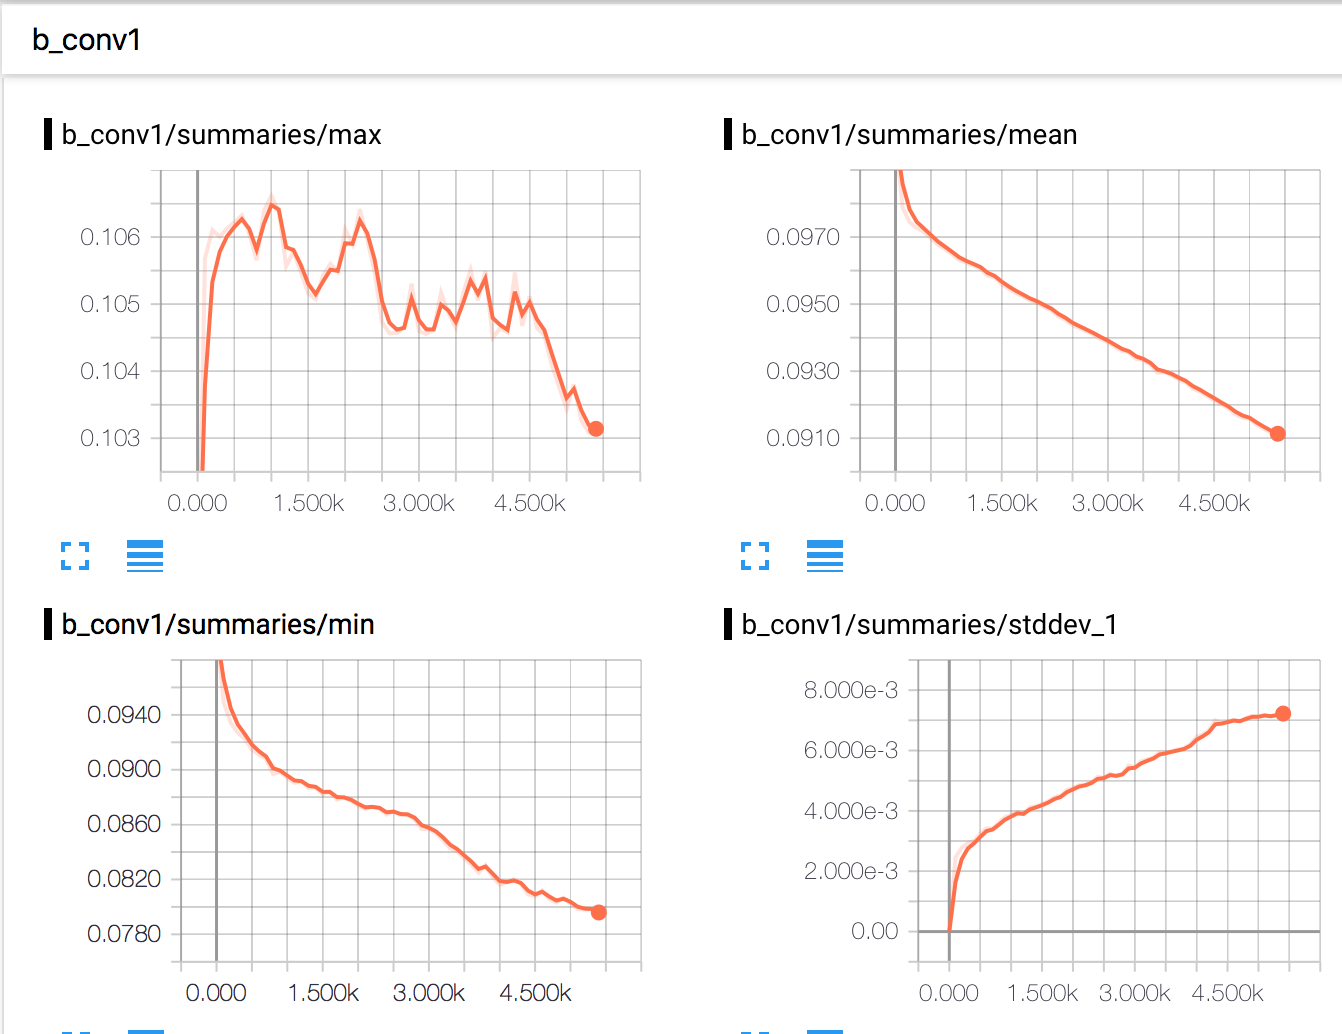 b_conv1
b_conv1/summaries/max
0.106
0.105
0.104
0.103
0.000 1.500k 3.000k 4.500k
b_conv1/summaries/mean
0.0970
0.0950
0.0930
0.0910
0.000 1.500k 3.000k 4.500k
b_conv1/summaries/min
0.0940
0.0900
0.0860
0.0820
0.0780
0.000 1.500k 3.000k 4.500k
b_conv1/summaries/stddev_1
8.000e-3
6.000e-3
4.000e-3
2.000e-3
0.00
0.000 1.500k 3.000k 4.500k